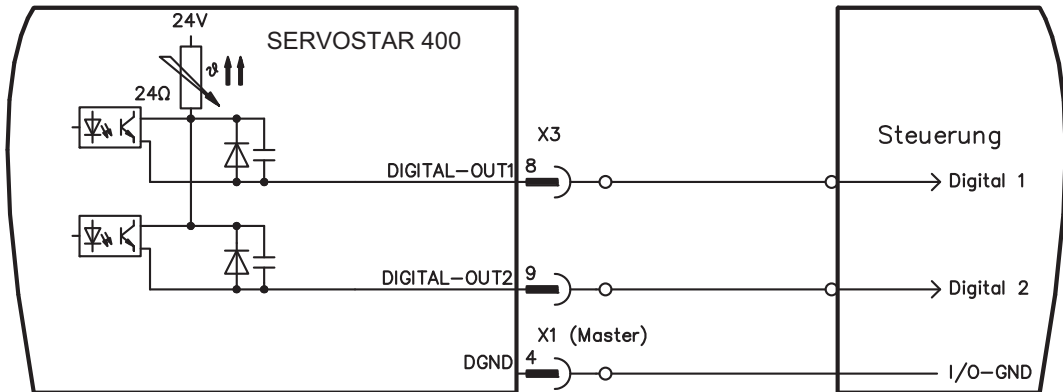 24V
SERVOSTAR 400
ϑ
24Ω
X3
Steuerung
DIGITAL-OUT1
8
Digital 1
DIGITAL-OUT2
9
Digital 2
X1 (Master)
DGND
4
I/O-GND